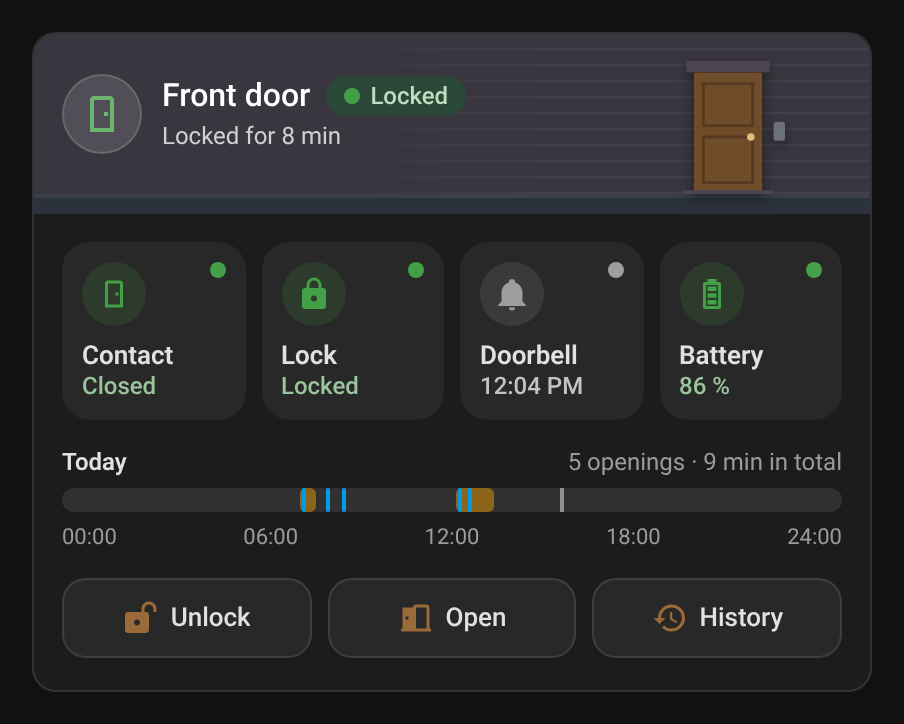 Front door
Locked
Locked for 8 min
Contact
Closed
Lock
Locked
Doorbell
12:04 PM
Battery
86 %
Today
5 openings · 9 min in total
00:00 06:00 12:00 18:00 24:00
Unlock
Open
History